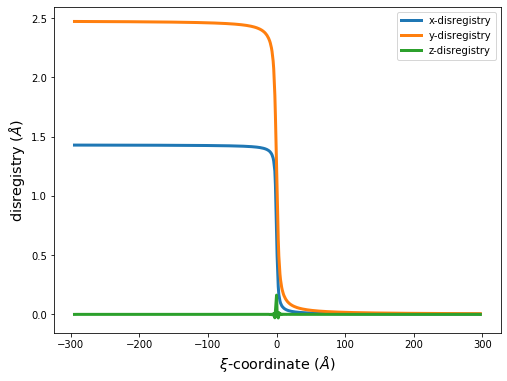 2.5
2.0
1.5
1.0
0.5
0.0
disregistry (Å)
x-disregistry
y-disregistry
z-disregistry
−300 −200 −100 0 100 200 300
ξ-coordinate (Å)